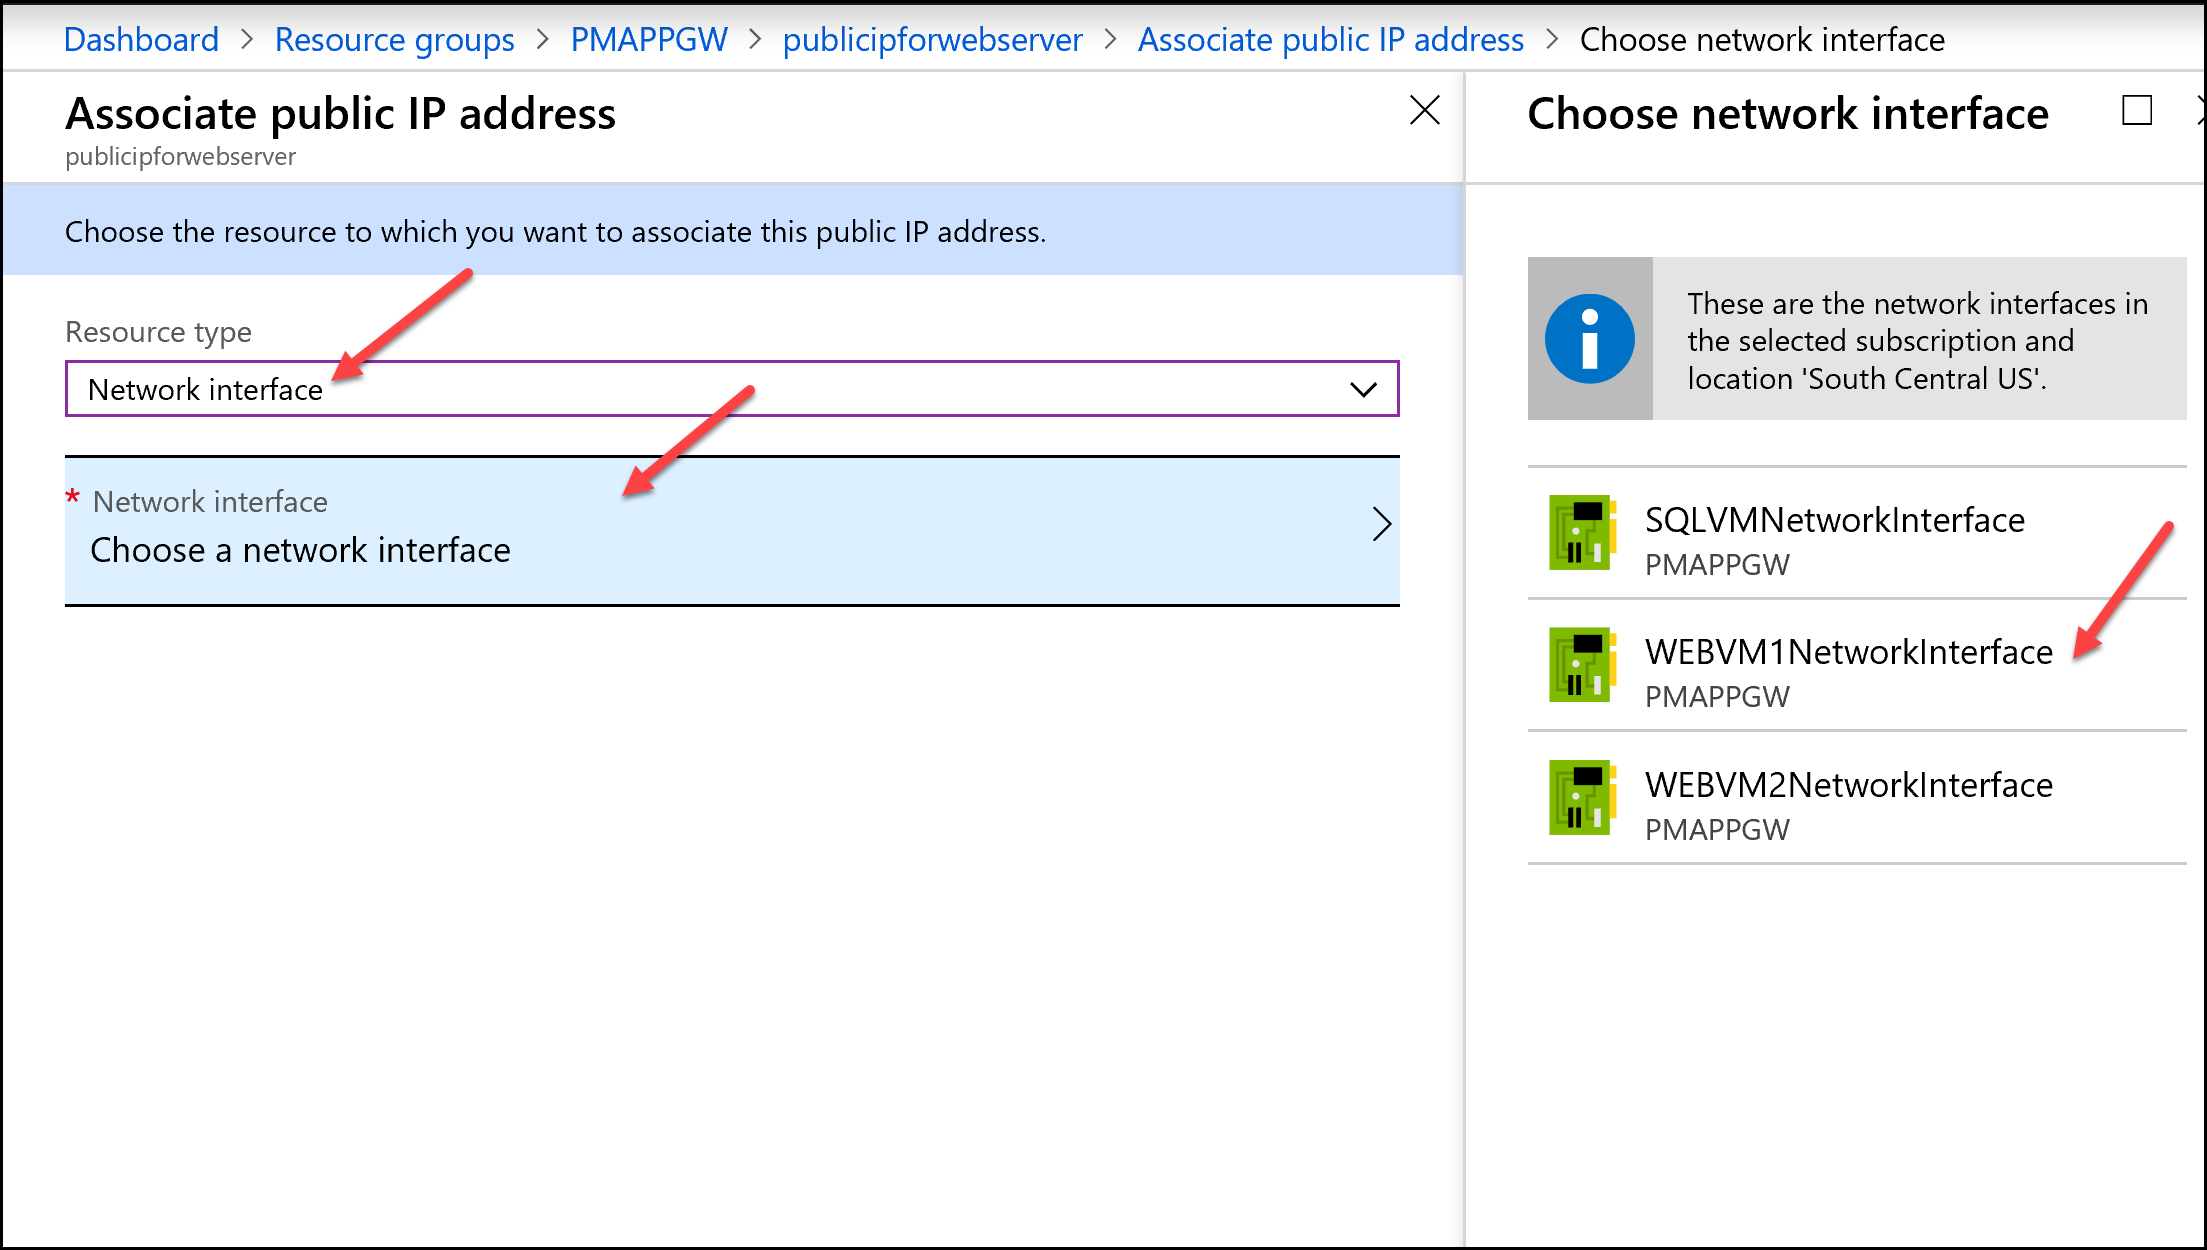 Dashboard > Resource groups > PMAPPGW > publicipforwebserver > Associate public IP address > Choose network interface
Associate public IP address
publicipforwebserver
Choose the resource to which you want to associate this public IP address.
Resource type
Network interface
* Network interface
Choose a network interface
Choose network interface
These are the network interfaces in
the selected subscription and
location 'South Central US'.
SQLVMNetworkInterface
PMAPPGW
WEBVM1NetworkInterface
PMAPPGW
WEBVM2NetworkInterface
PMAPPGW